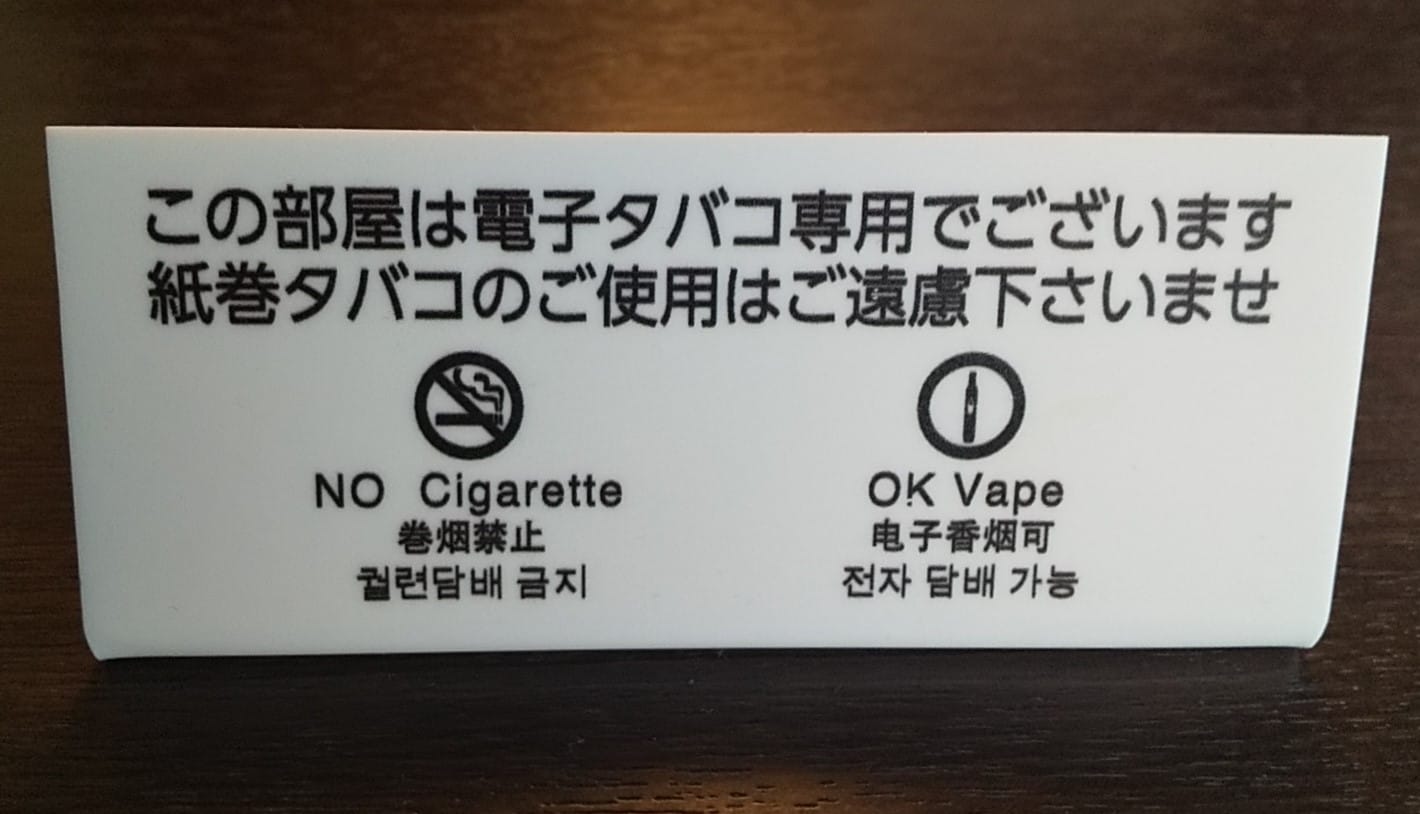 この部屋は電子タバコ専用でございます
紙巻タバコのご使用はご遠慮下さいませ
NO Cigarette
巻烟禁止
궐련담배 금지
OK Vape
电子香烟可
전자 담배 가능